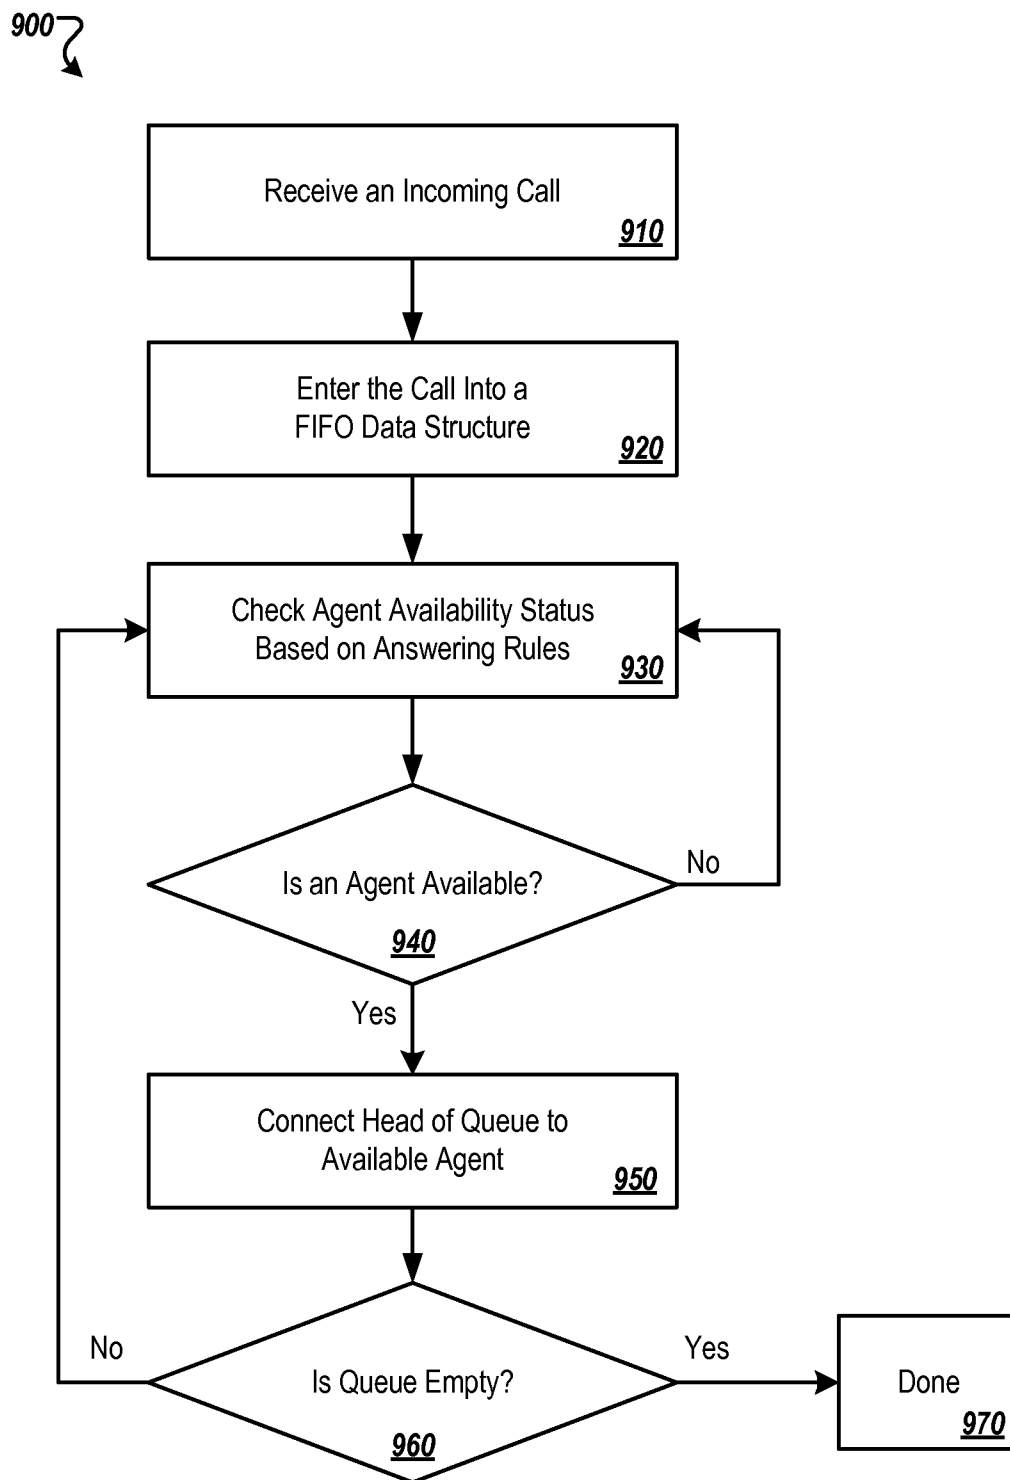 900
Receive an Incoming Call
910
Enter the Call Into a
FIFO Data Structure
920
Check Agent Availability Status
Based on Answering Rules
930
Is an Agent Available?
940
No
Yes
Connect Head of Queue to
Available Agent
950
No
Is Queue Empty?
960
Yes
Done
970